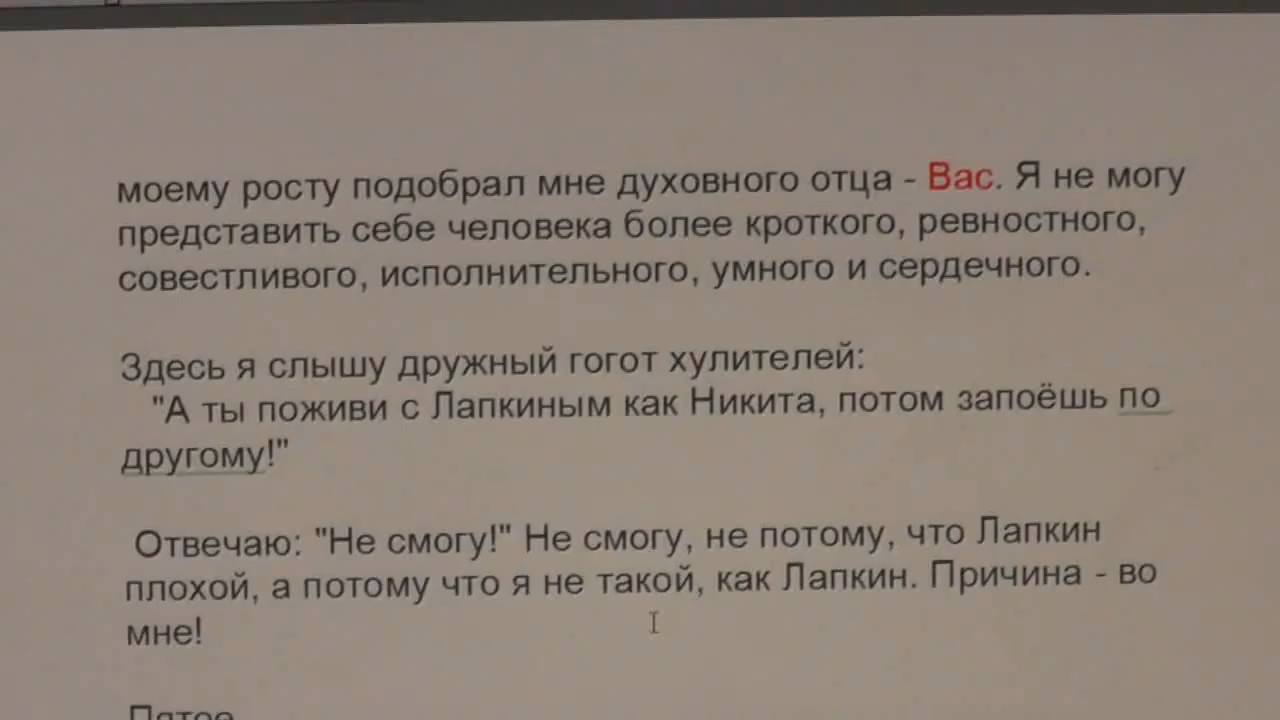 моему росту подобрал мне духовного отца - Вас. Я не могу
представить себе человека более кроткого, ревностного,
совестливого, исполнительного, умного и сердечного.
Здесь я слышу дружный гогот хулителей:
"А ты поживи с Лапкиным как Никита, потом запоёшь по
другому!"
Отвечаю: "Не смогу!" Не смогу, не потому, что Лапкин
плохой, а потому что я не такой, как Лапкин. Причина - во
мне!
Пятое